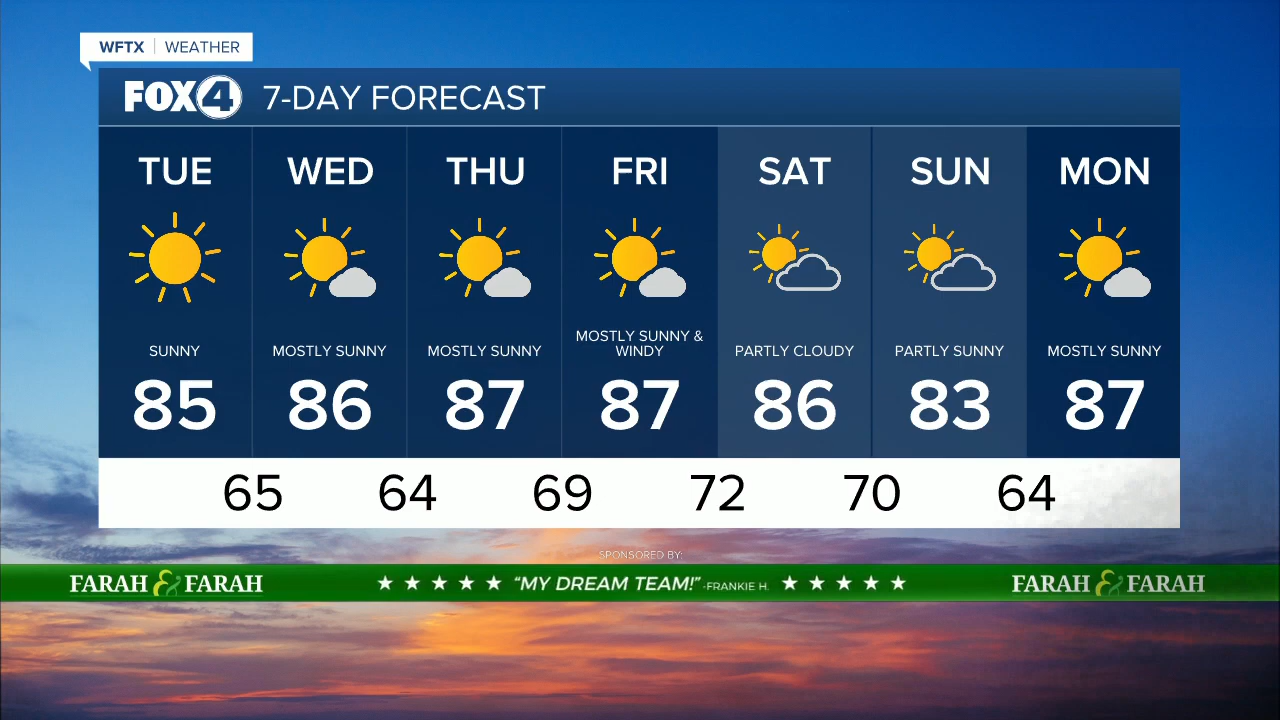 WFTX | WEATHER
FOX 4 7-DAY FORECAST
TUE WED THU FRI SAT SUN MON
SUNNY MOSTLY SUNNY MOSTLY SUNNY MOSTLY SUNNY & WINDY PARTLY CLOUDY PARTLY SUNNY MOSTLY SUNNY
85 86 87 87 86 83 87
65 64 69 72 70 64
SPONSORED BY:
FARAH & FARAH ★ ★ ★ ★ ★ "MY DREAM TEAM!" -FRANKIE H. ★ ★ ★ ★ ★ FARAH & FARAH